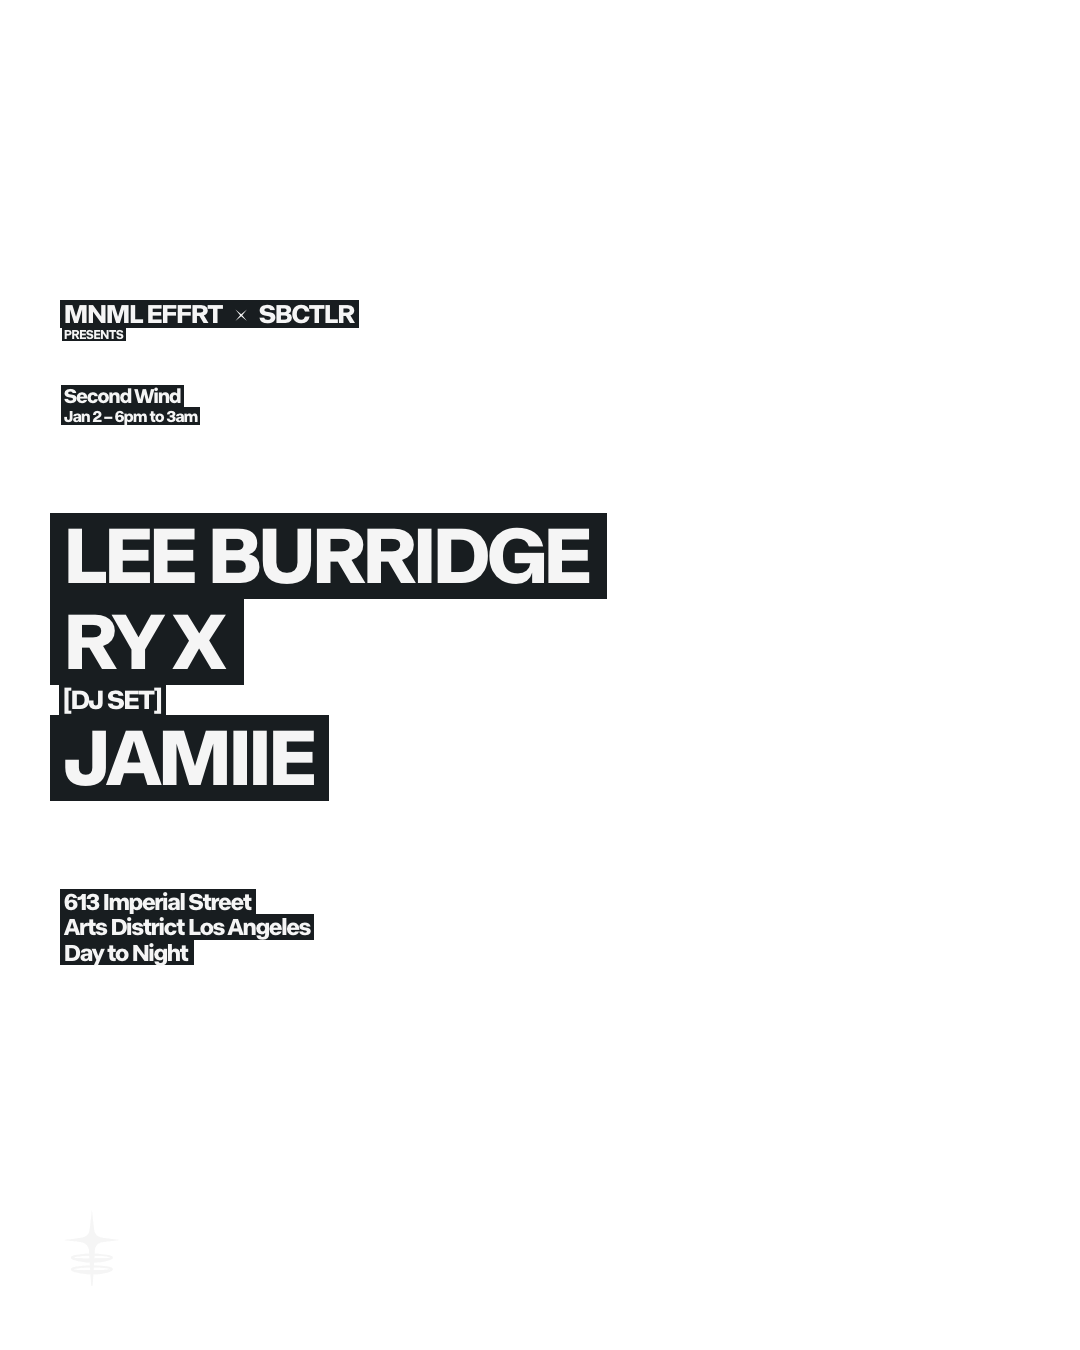 MNML EFFRT × SBCTLR
PRESENTS
Second Wind
Jan 2 – 6pm to 3am
LEE BURRIDGE
RY X
[DJ SET]
JAMIIE
613 Imperial Street
Arts District Los Angeles
Day to Night